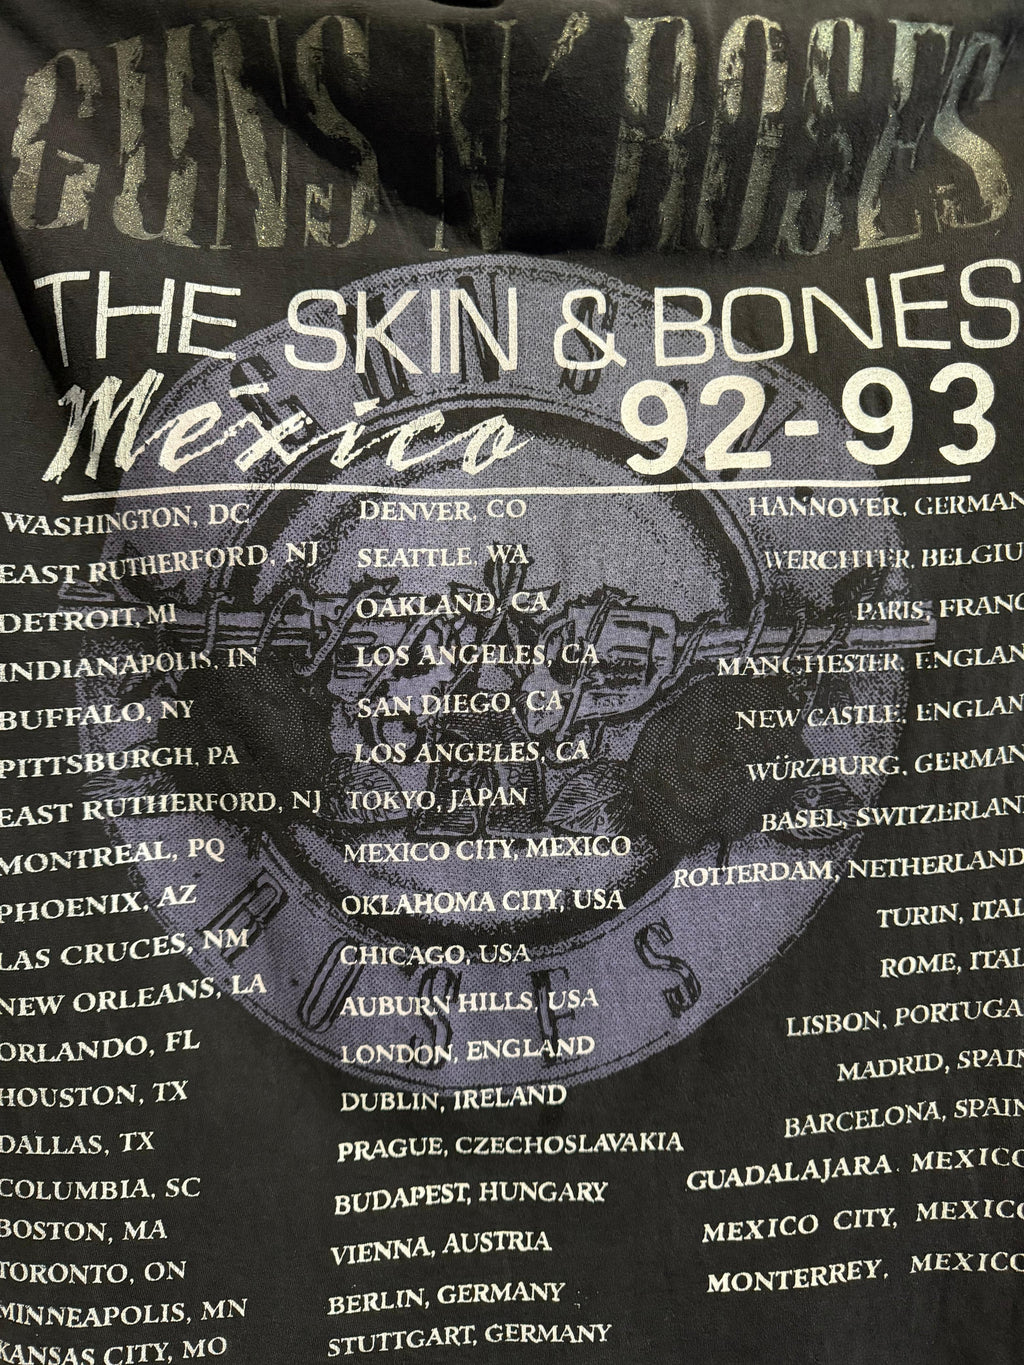 GUNS N' ROSES
THE SKIN & BONES
Mexico 92-93
WASHINGTON, DC
EAST RUTHERFORD, NJ
DETROIT, MI
INDIANAPOLIS, IN
BUFFALO, NY
PITTSBURGH, PA
EAST RUTHERFORD, NJ
MONTREAL, PQ
PHOENIX, AZ
LAS CRUCES, NM
NEW ORLEANS, LA
ORLANDO, FL
HOUSTON, TX
DALLAS, TX
COLUMBIA, SC
BOSTON, MA
TORONTO, ON
MINNEAPOLIS, MN
KANSAS CITY, MO
DENVER, CO
SEATTLE, WA
OAKLAND, CA
LOS ANGELES, CA
SAN DIEGO, CA
LOS ANGELES, CA
TOKYO, JAPAN
MEXICO CITY, MEXICO
OKLAHOMA CITY, USA
CHICAGO, USA
AUBURN HILLS, USA
LONDON, ENGLAND
DUBLIN, IRELAND
PRAGUE, CZECHOSLAVAKIA
BUDAPEST, HUNGARY
VIENNA, AUSTRIA
BERLIN, GERMANY
STUTTGART, GERMANY
HANNOVER, GERMAN
WERCHTER, BELGIU
PARIS, FRANC
MANCHESTER, ENGLAN
NEW CASTLE, ENGLAN
WÜRZBURG, GERMAN
BASEL, SWITZERLAN
ROTTERDAM, NETHERLAND
TURIN, ITAL
ROME, ITAL
LISBON, PORTUGA
MADRID, SPAIN
BARCELONA, SPAIN
GUADALAJARA. MEXICO
MEXICO CITY, MEXICO
MONTERREY, MEXICO
GUNS N
ROSES